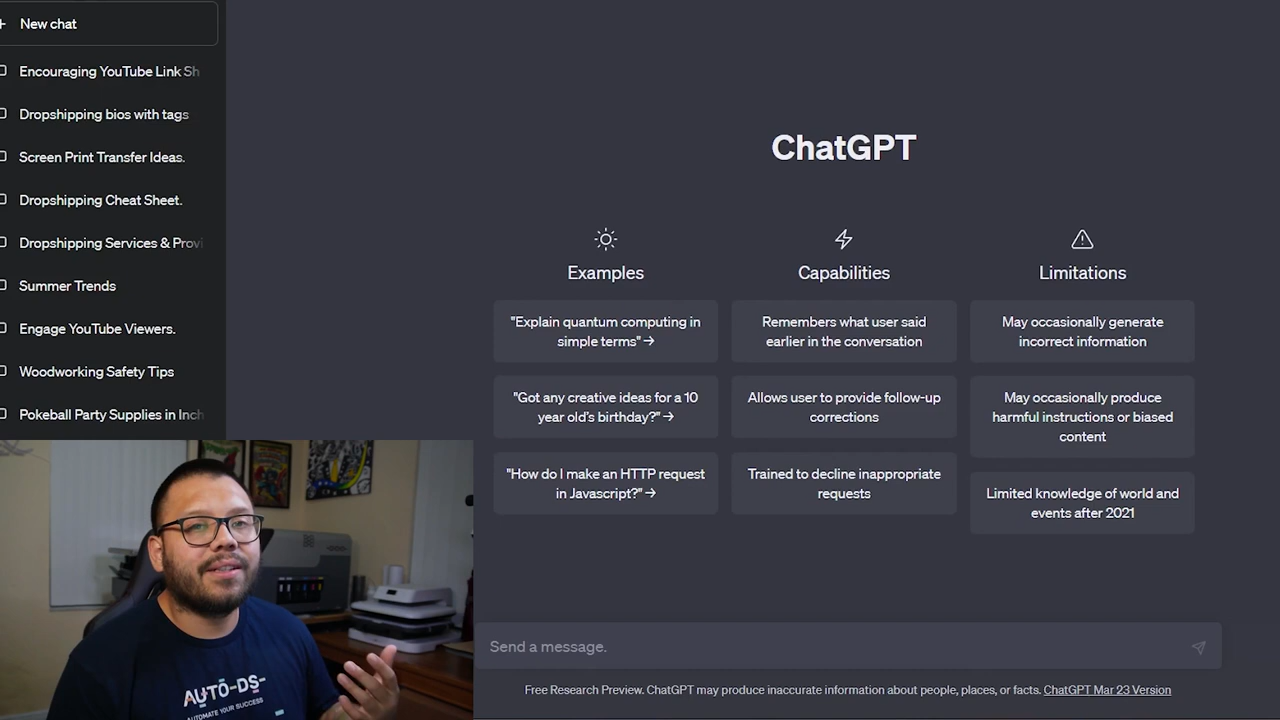 New chat
Encouraging YouTube Link Sh
Dropshipping bios with tags
Screen Print Transfer Ideas.
Dropshipping Cheat Sheet.
Dropshipping Services & Provi
Summer Trends
Engage YouTube Viewers.
Woodworking Safety Tips
Pokeball Party Supplies in Inch
ChatGPT
Examples
"Explain quantum computing in
simple terms" →
"Got any creative ideas for a 10
year old's birthday?" →
"How do I make an HTTP request
in Javascript?" →
Capabilities
Remembers what user said
earlier in the conversation
Allows user to provide follow-up
corrections
Trained to decline inappropriate
requests
Limitations
May occasionally generate
incorrect information
May occasionally produce
harmful instructions or biased
content
Limited knowledge of world and
events after 2021
Send a message.
Free Research Preview. ChatGPT may produce inaccurate information about people, places, or facts. ChatGPT Mar 23 Version
AUTO-DS
AUTOMATE YOUR SUCCESS